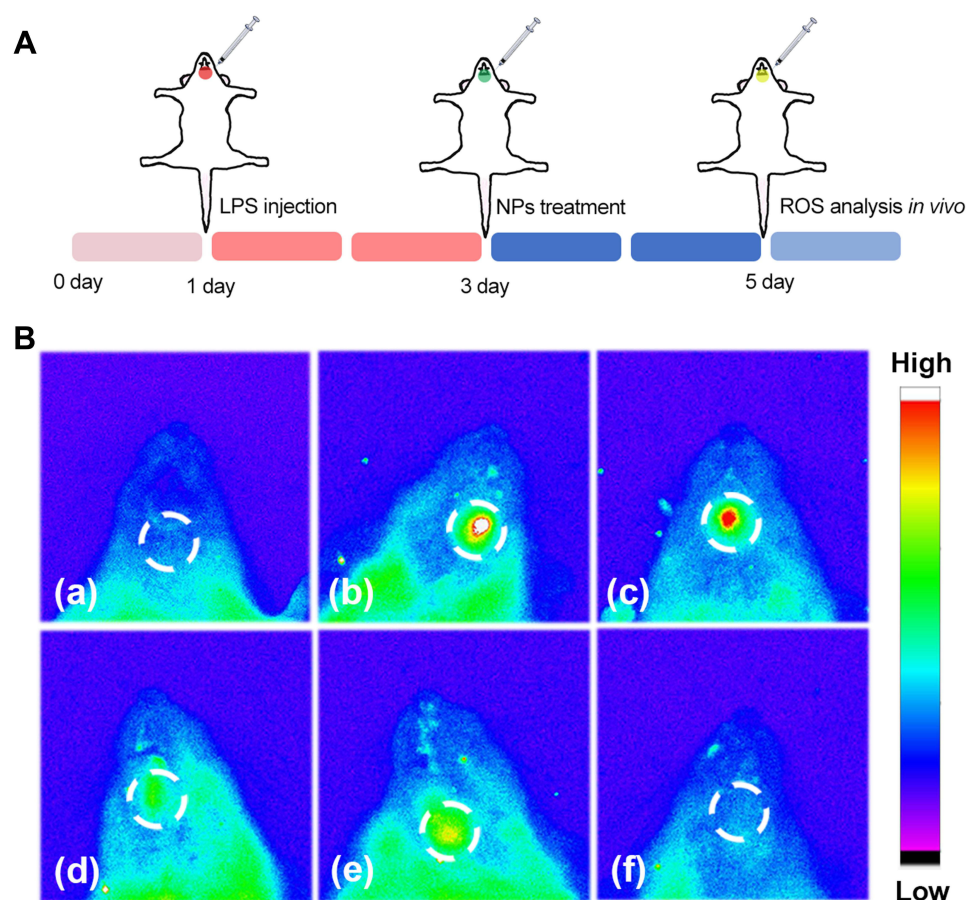 A
LPS injection
NPs treatment
ROS analysis in vivo
0 day
1 day
3 day
5 day
B
High
(a)
(b)
(c)
(d)
(e)
(f)
Low